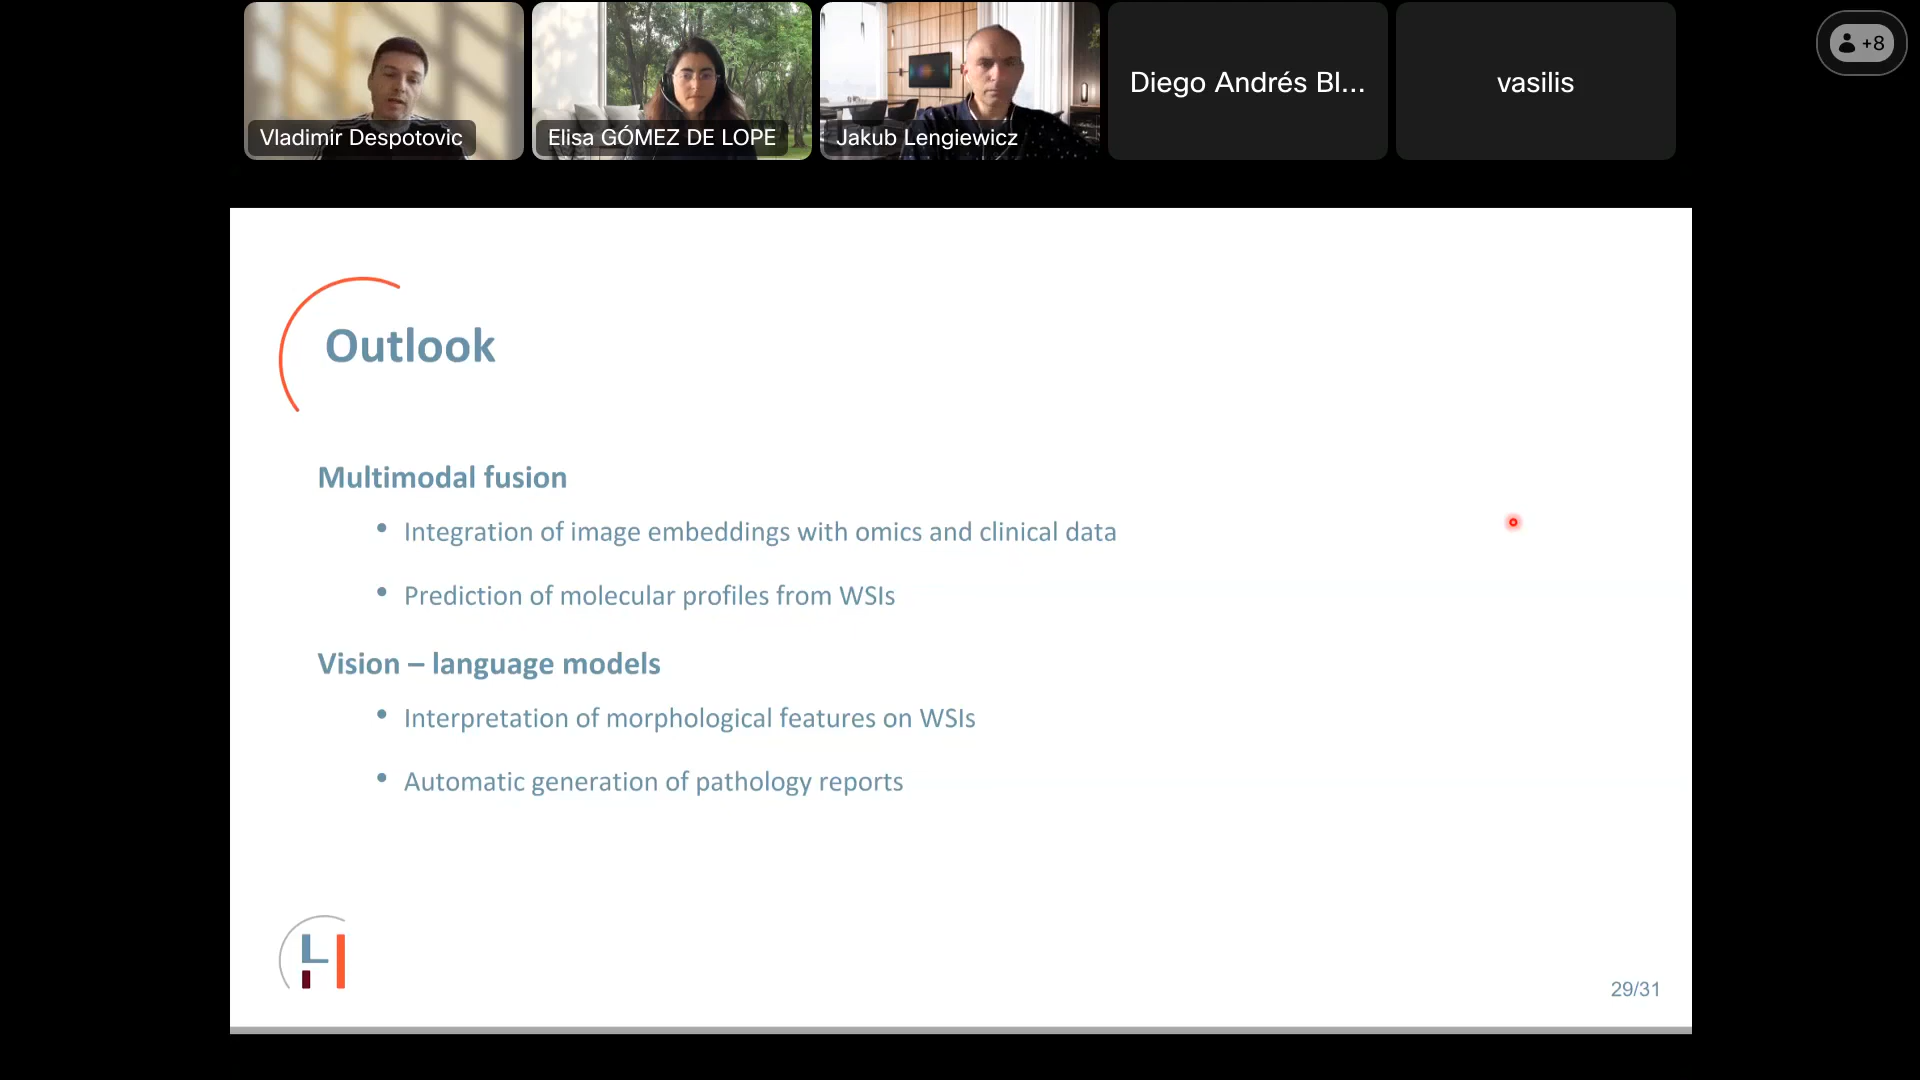 Vladimir Despotovic
Elisa GÓMEZ DE LOPE
Jakub Lengiewicz
Diego Andrés Bl...
vasilis
+8
Outlook
Multimodal fusion
• Integration of image embeddings with omics and clinical data
• Prediction of molecular profiles from WSIs
Vision – language models
• Interpretation of morphological features on WSIs
• Automatic generation of pathology reports
29/31